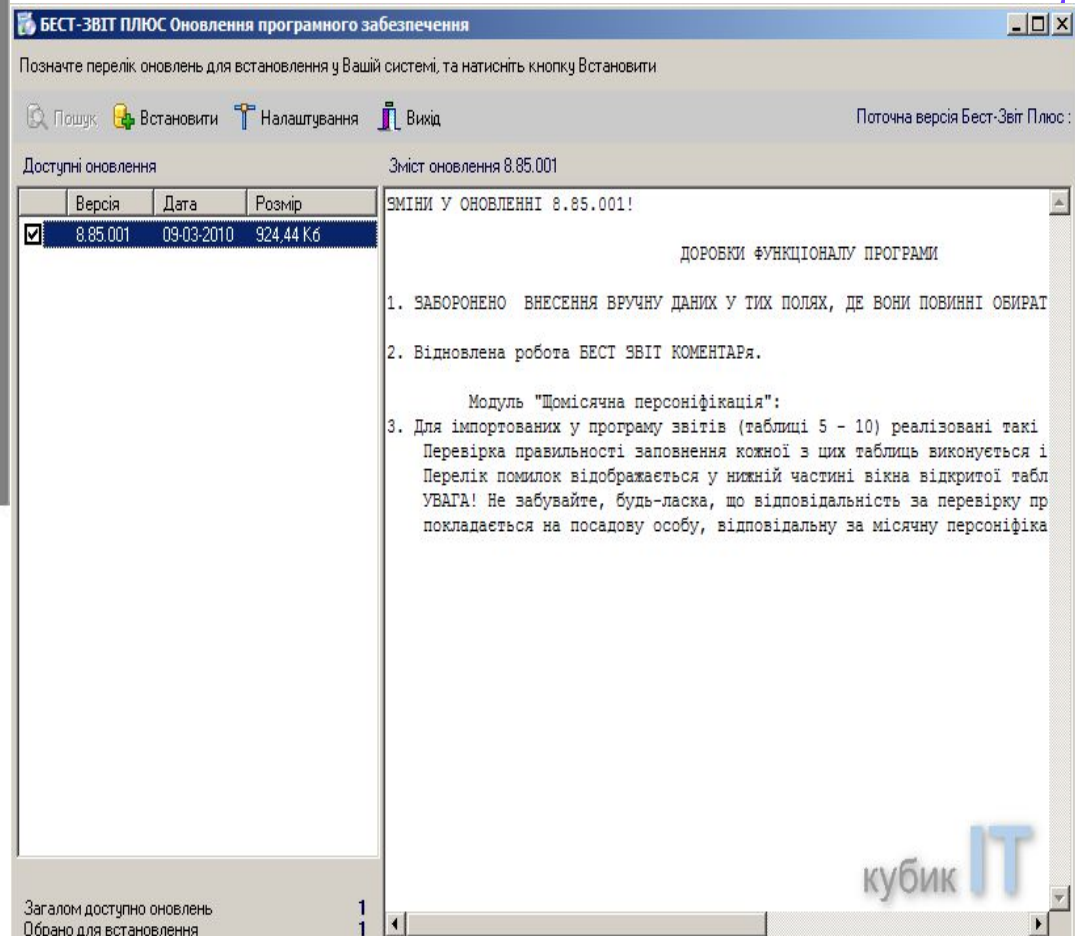 БЕСТ-ЗВІТ ПЛЮС Оновлення програмного забезпечення
Позначте перелік оновлень для встановлення у Вашій системі, та натисніть кнопку Встановити
Пошук Встановити Налаштування Вихід Поточна версія Бест-Звіт Плюс :
Доступні оновлення
Версія Дата Розмір
8.85.001 09-03-2010 924,44 Кб
Зміст оновлення 8.85.001
ЗМІНИ У ОНОВЛЕННІ 8.85.001!
ДОРОБКИ ФУНКЦІОНАЛУ ПРОГРАМИ
1. ЗАБОРОНЕНО ВНЕСЕННЯ ВРУЧНУ ДАНИХ У ТИХ ПОЛЯХ, ДЕ ВОНИ ПОВИННІ ОБИРАТ
2. Відновлена робота БЕСТ ЗВІТ КОМЕНТАРя.
Модуль "Щомісячна персоніфікація":
3. Для імпортованих у програму звітів (таблиці 5 - 10) реалізовані такі
Перевірка правильності заповнення кожної з цих таблиць виконується і
Перелік помилок відображається у нижній частині вікна відкритої табл
УВАГА! Не забувайте, будь-ласка, що відповідальність за перевірку пр
покладається на посадову особу, відповідальну за місячну персоніфіка
кубик IT
Загалом доступно оновлень 1
Обрано для встановлення 1